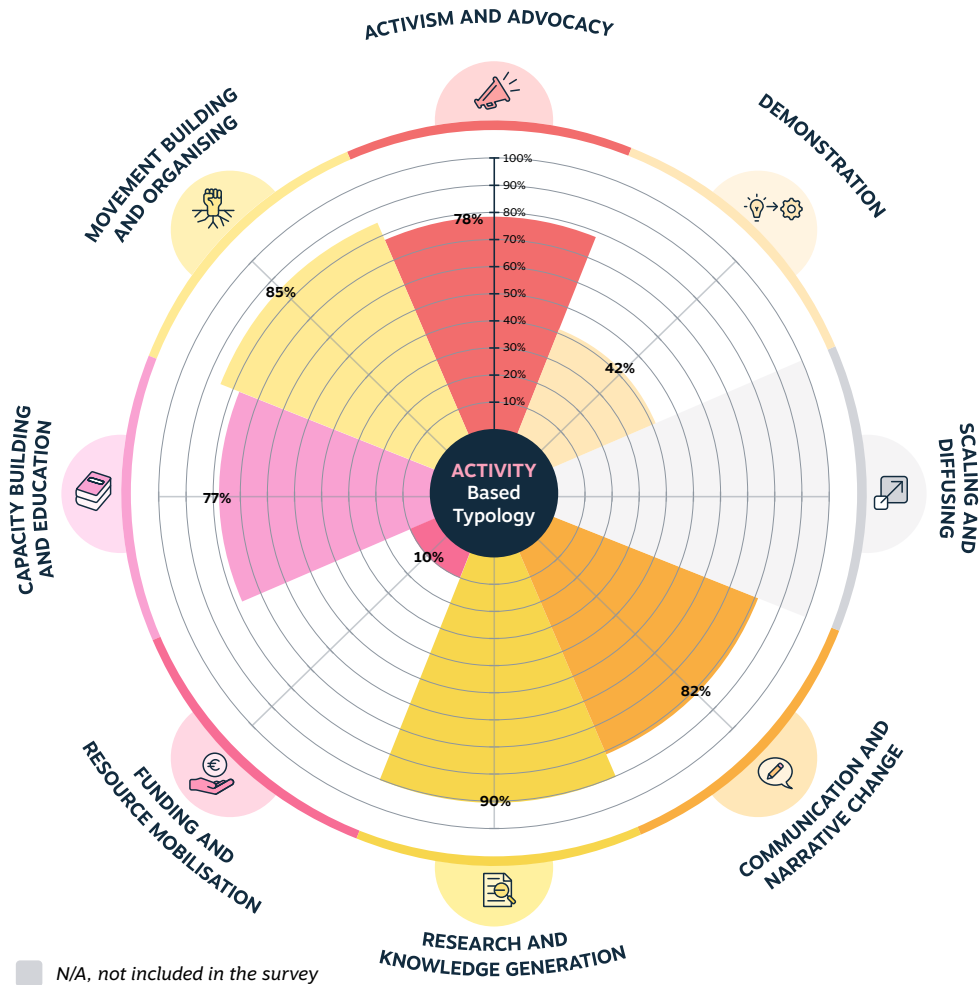 ACTIVISM AND ADVOCACY
DEMONSTRATION
SCALING AND
DIFFUSING
COMMUNICATION AND
NARRATIVE CHANGE
RESEARCH AND
KNOWLEDGE GENERATION
FUNDING AND
RESOURCE MOBILISATION
CAPACITY BUILDING
AND EDUCATION
MOVEMENT BUILDING
AND ORGANISING
100%
90%
80%
70%
60%
50%
40%
30%
20%
10%
78%
42%
82%
90%
10%
77%
85%
ACTIVITY
Based
Typology
€
N/A, not included in the survey